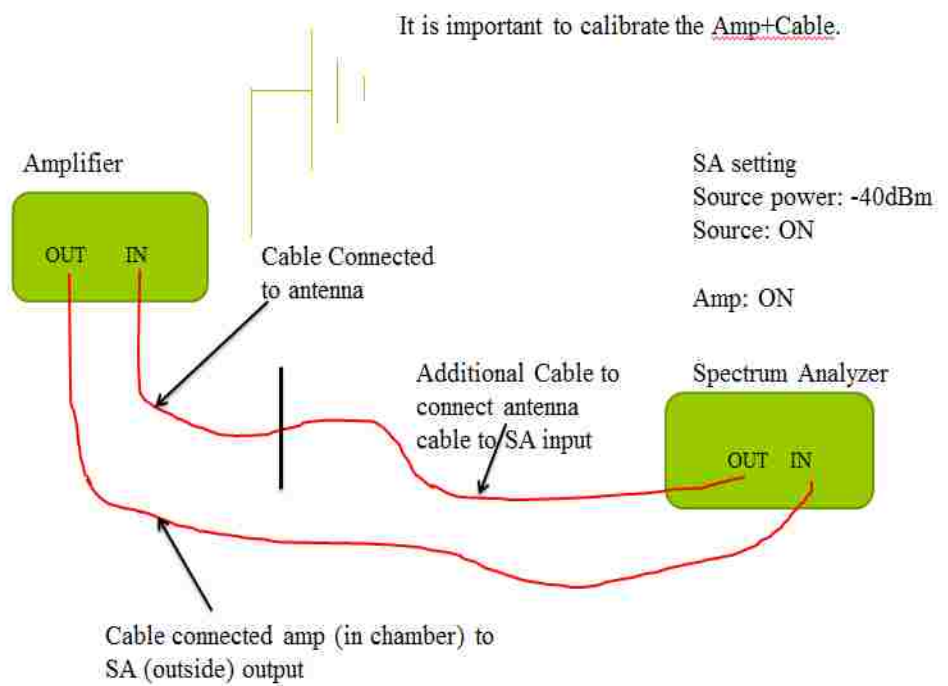 It is important to calibrate the Amp+Cable.
Amplifier
OUT IN
Cable Connected
to antenna
SA setting
Source power: -40dBm
Source: ON
Amp: ON
Additional Cable to
connect antenna
cable to SA input
Spectrum Analyzer
OUT IN
Cable connected amp (in chamber) to
SA (outside) output